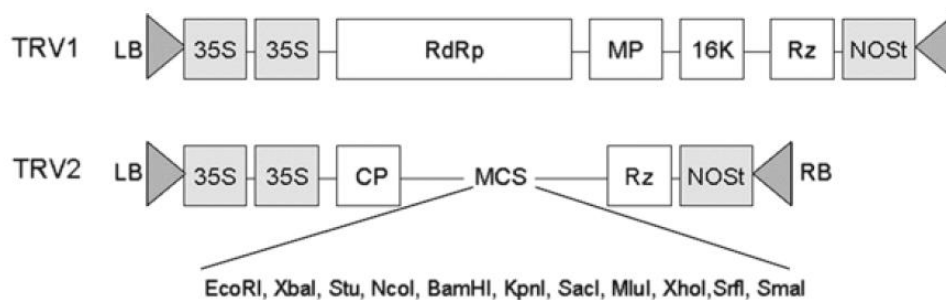 TRV1 LB 35S 35S RdRp MP 16K Rz NOSt
TRV2 LB 35S 35S CP MCS Rz NOSt RB
EcoRI, XbaI, Stu, NcoI, BamHI, KpnI, SacI, MluI, XhoI,SrfI, SmaI